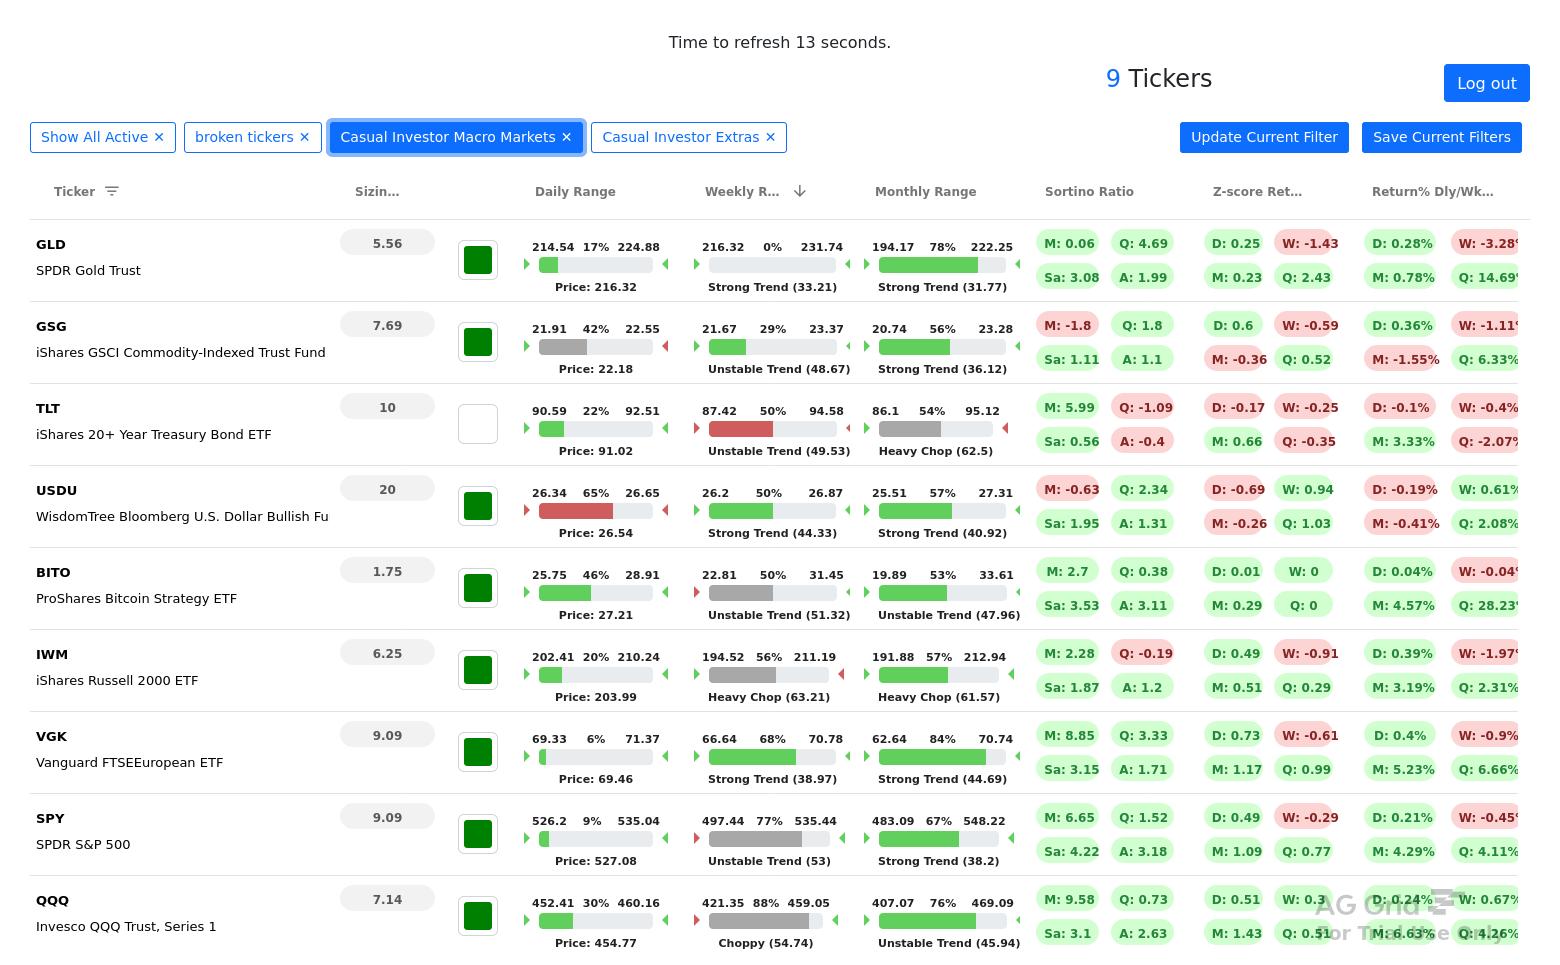 Time to refresh 13 seconds.
9 Tickers
Log out
Show All Active ✕ broken tickers ✕ Casual Investor Macro Markets ✕ Casual Investor Extras ✕ Update Current Filter Save Current Filters
Ticker Sizin... Daily Range Weekly R... Monthly Range Sortino Ratio Z-score Ret... Return% Dly/Wk...
GLD 5.56 214.54 17% 224.88 216.32 0% 231.74 194.17 78% 222.25 M: 0.06 Q: 4.69 D: 0.25 W: -1.43 D: 0.28% W: -3.28%
SPDR Gold Trust Price: 216.32 Strong Trend (33.21) Strong Trend (31.77) Sa: 3.08 A: 1.99 M: 0.23 Q: 2.43 M: 0.78% Q: 14.69%
GSG 7.69 21.91 42% 22.55 21.67 29% 23.37 20.74 56% 23.28 M: -1.8 Q: 1.8 D: 0.6 W: -0.59 D: 0.36% W: -1.11%
iShares GSCI Commodity-Indexed Trust Fund Price: 22.18 Unstable Trend (48.67) Strong Trend (36.12) Sa: 1.11 A: 1.1 M: -0.36 Q: 0.52 M: -1.55% Q: 6.33%
TLT 10 90.59 22% 92.51 87.42 50% 94.58 86.1 54% 95.12 M: 5.99 Q: -1.09 D: -0.17 W: -0.25 D: -0.1% W: -0.4%
iShares 20+ Year Treasury Bond ETF Price: 91.02 Unstable Trend (49.53) Heavy Chop (62.5) Sa: 0.56 A: -0.4 M: 0.66 Q: -0.35 M: 3.33% Q: -2.07%
USDU 20 26.34 65% 26.65 26.2 50% 26.87 25.51 57% 27.31 M: -0.63 Q: 2.34 D: -0.69 W: 0.94 D: -0.19% W: 0.61%
WisdomTree Bloomberg U.S. Dollar Bullish Fu Price: 26.54 Strong Trend (44.33) Strong Trend (40.92) Sa: 1.95 A: 1.31 M: -0.26 Q: 1.03 M: -0.41% Q: 2.08%
BITO 1.75 25.75 46% 28.91 22.81 50% 31.45 19.89 53% 33.61 M: 2.7 Q: 0.38 D: 0.01 W: 0 D: 0.04% W: -0.04%
ProShares Bitcoin Strategy ETF Price: 27.21 Unstable Trend (51.32) Unstable Trend (47.96) Sa: 3.53 A: 3.11 M: 0.29 Q: 0 M: 4.57% Q: 28.23%
IWM 6.25 202.41 20% 210.24 194.52 56% 211.19 191.88 57% 212.94 M: 2.28 Q: -0.19 D: 0.49 W: -0.91 D: 0.39% W: -1.97%
iShares Russell 2000 ETF Price: 203.99 Heavy Chop (63.21) Heavy Chop (61.57) Sa: 1.87 A: 1.2 M: 0.51 Q: 0.29 M: 3.19% Q: 2.31%
VGK 9.09 69.33 6% 71.37 66.64 68% 70.78 62.64 84% 70.74 M: 8.85 Q: 3.33 D: 0.73 W: -0.61 D: 0.4% W: -0.9%
Vanguard FTSEEuropean ETF Price: 69.46 Strong Trend (38.97) Strong Trend (44.69) Sa: 3.15 A: 1.71 M: 1.17 Q: 0.99 M: 5.23% Q: 6.66%
SPY 9.09 526.2 9% 535.04 497.44 77% 535.44 483.09 67% 548.22 M: 6.65 Q: 1.52 D: 0.49 W: -0.29 D: 0.21% W: -0.45%
SPDR S&P 500 Price: 527.08 Unstable Trend (53) Strong Trend (38.2) Sa: 4.22 A: 3.18 M: 1.09 Q: 0.77 M: 4.29% Q: 4.11%
QQQ 7.14 452.41 30% 460.16 421.35 88% 459.05 407.07 76% 469.09 M: 9.58 Q: 0.73 D: 0.51 W: 0.3 D: 0.24% W: 0.67%
Invesco QQQ Trust, Series 1 Price: 454.77 Choppy (54.74) Unstable Trend (45.94) Sa: 3.1 A: 2.63 M: 1.43 Q: 0.51 M: 6.63% Q: 4.26%
AG Grid
For Trial Use Only